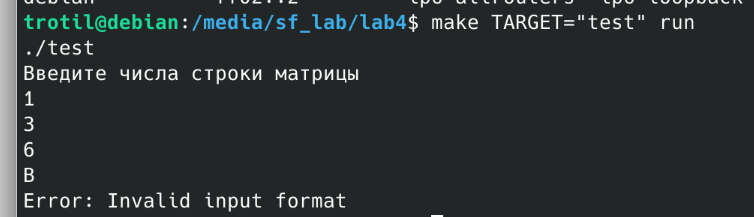 trotil@debian:/media/sf_lab/lab4$ make TARGET="test" run
./test
Введите числа строки матрицы
1
3
6
B
Error: Invalid input format